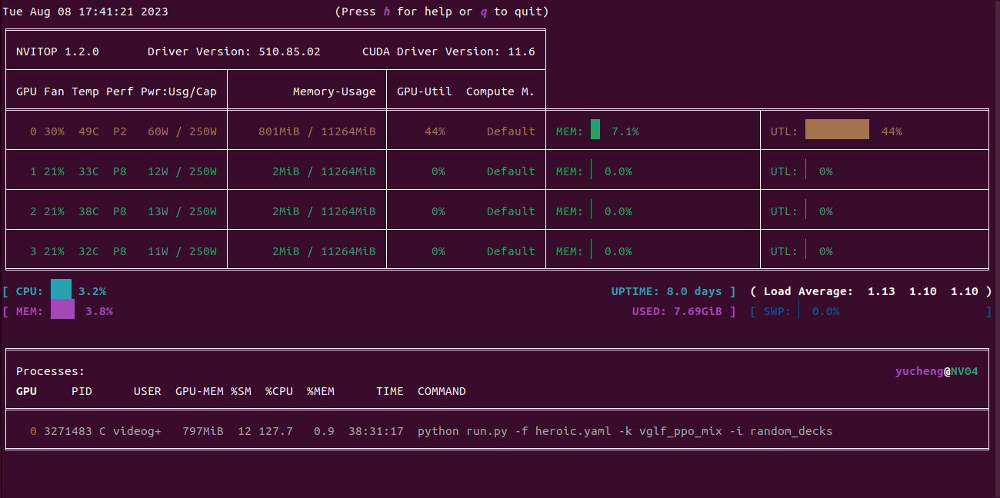 Tue Aug 08 17:41:21 2023 (Press h for help or q to quit)
NVITOP 1.2.0 Driver Version: 510.85.02 CUDA Driver Version: 11.6
GPU Fan Temp Perf Pwr:Usg/Cap Memory-Usage GPU-Util Compute M.
0 30% 49C P2 60W / 250W 801MiB / 11264MiB 44% Default MEM: 7.1% UTL: 44%
1 21% 33C P8 12W / 250W 2MiB / 11264MiB 0% Default MEM: 0.0% UTL: 0%
2 21% 38C P8 13W / 250W 2MiB / 11264MiB 0% Default MEM: 0.0% UTL: 0%
3 21% 32C P8 11W / 250W 2MiB / 11264MiB 0% Default MEM: 0.0% UTL: 0%
[ CPU: 3.2% UPTIME: 8.0 days ] ( Load Average: 1.13 1.10 1.10 )
[ MEM: 3.8% USED: 7.69GiB ] [ SWP: 0.0% ]
Processes: yucheng@NV04
GPU PID USER GPU-MEM %SM %CPU %MEM TIME COMMAND
0 3271483 C videog+ 797MiB 12 127.7 0.9 38:31:17 python run.py -f heroic.yaml -k vglf_ppo_mix -i random_decks